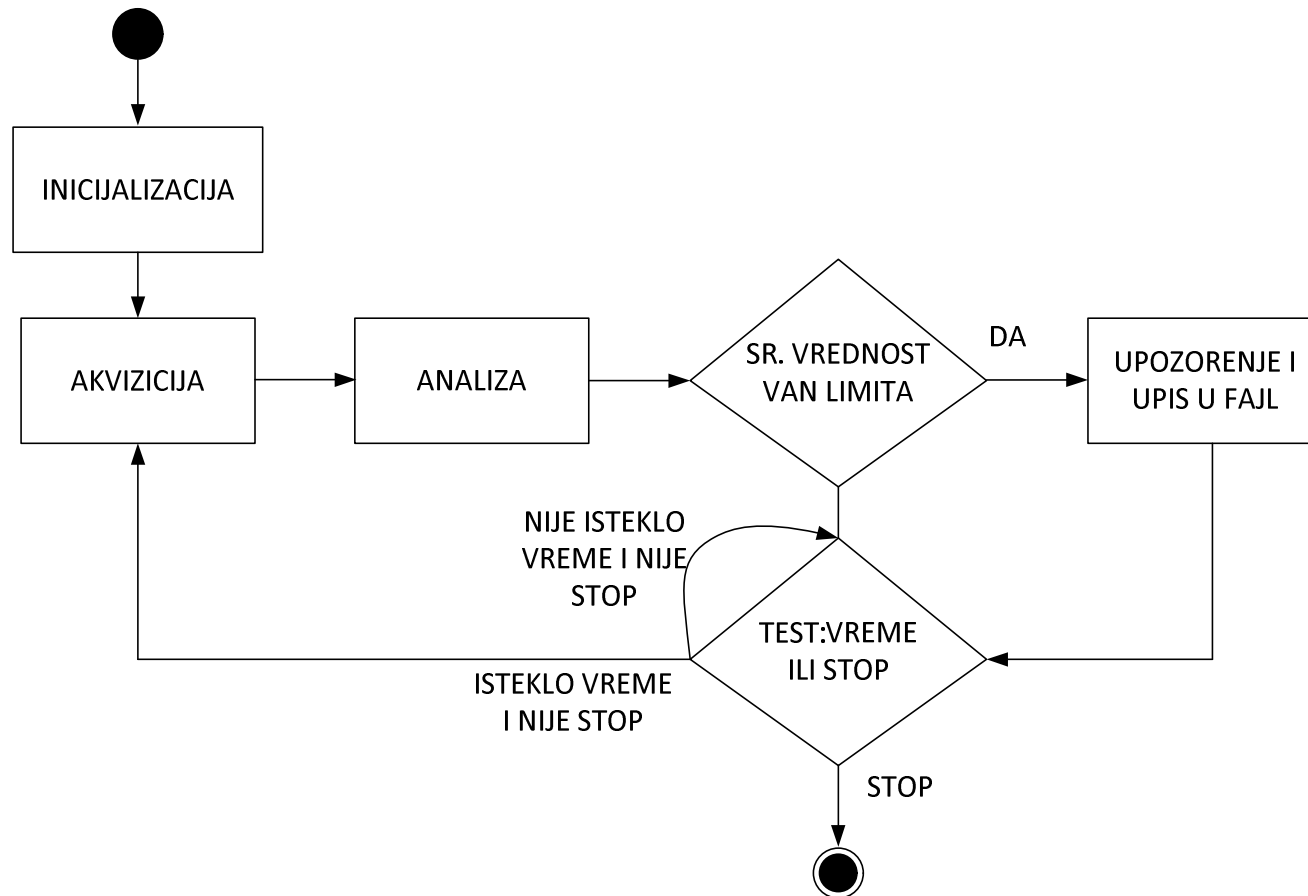 INICIJALIZACIJA
AKVIZICIJA
ANALIZA
SR. VREDNOST
VAN LIMITA
DA
UPOZORENJE I
UPIS U FAJL
NIJE ISTEKLO
VREME I NIJE
STOP
TEST:VREME
ILI STOP
ISTEKLO VREME
I NIJE STOP
STOP